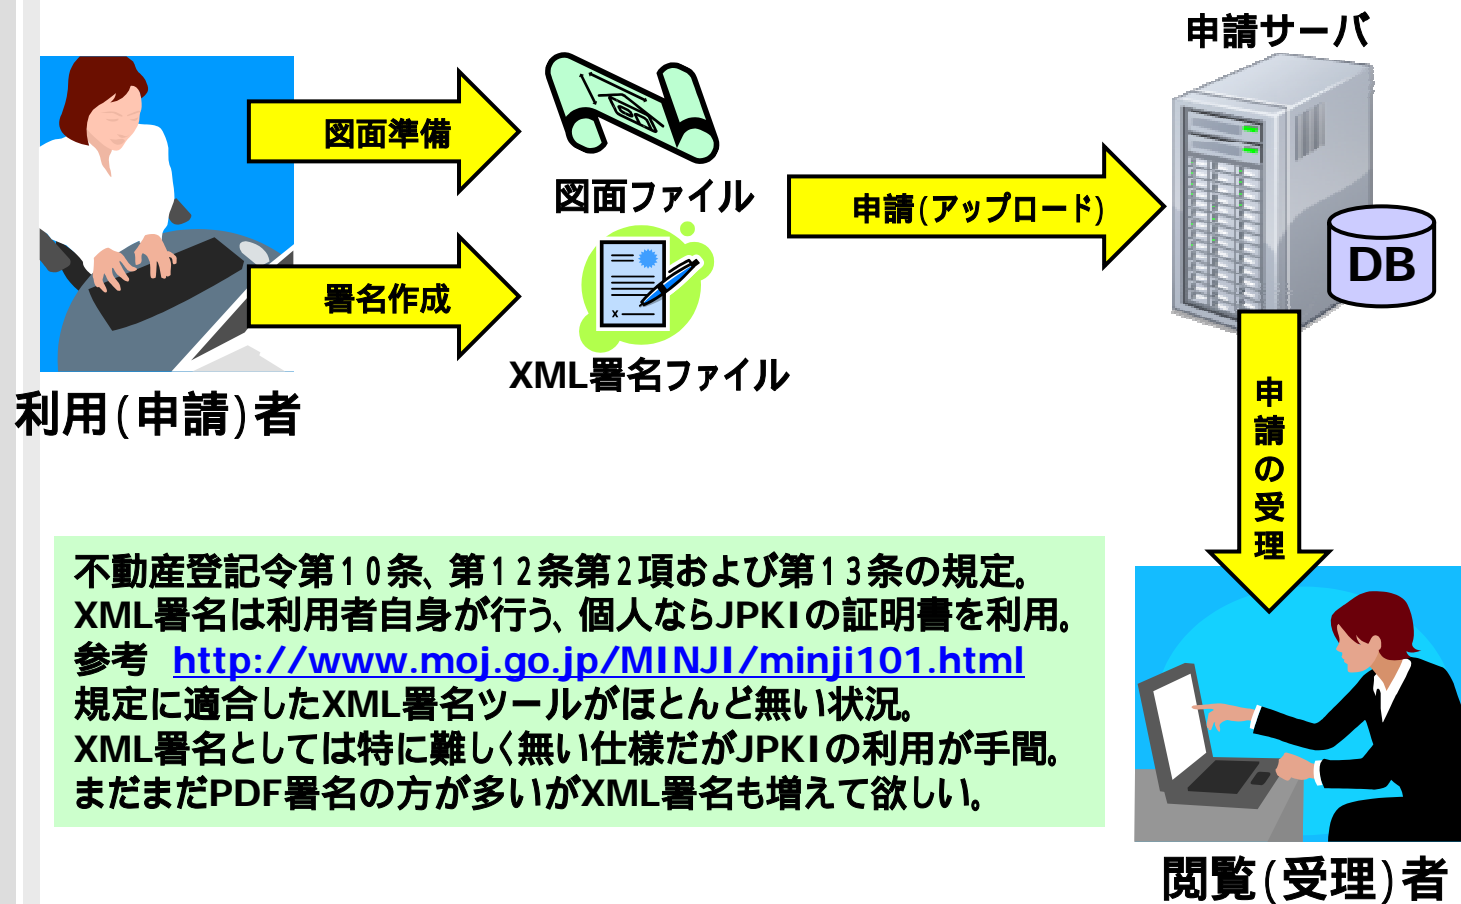 申請サーバ
図面準備
図面ファイル
申請(アップロード)
DB
署名作成
XML署名ファイル
利用(申請)者
申請の受理
不動産登記令第10条、第12条第2項および第13条の規定。
XML署名は利用者自身が行う、個人ならJPKIの証明書を利用。
参考 http://www.moj.go.jp/MINJI/minji101.html
規定に適合したXML署名ツールがほとんど無い状況。
XML署名としては特に難しく無い仕様だがJPKIの利用が手間。
まだまだPDF署名の方が多いがXML署名も増えて欲しい。
閲覧(受理)者